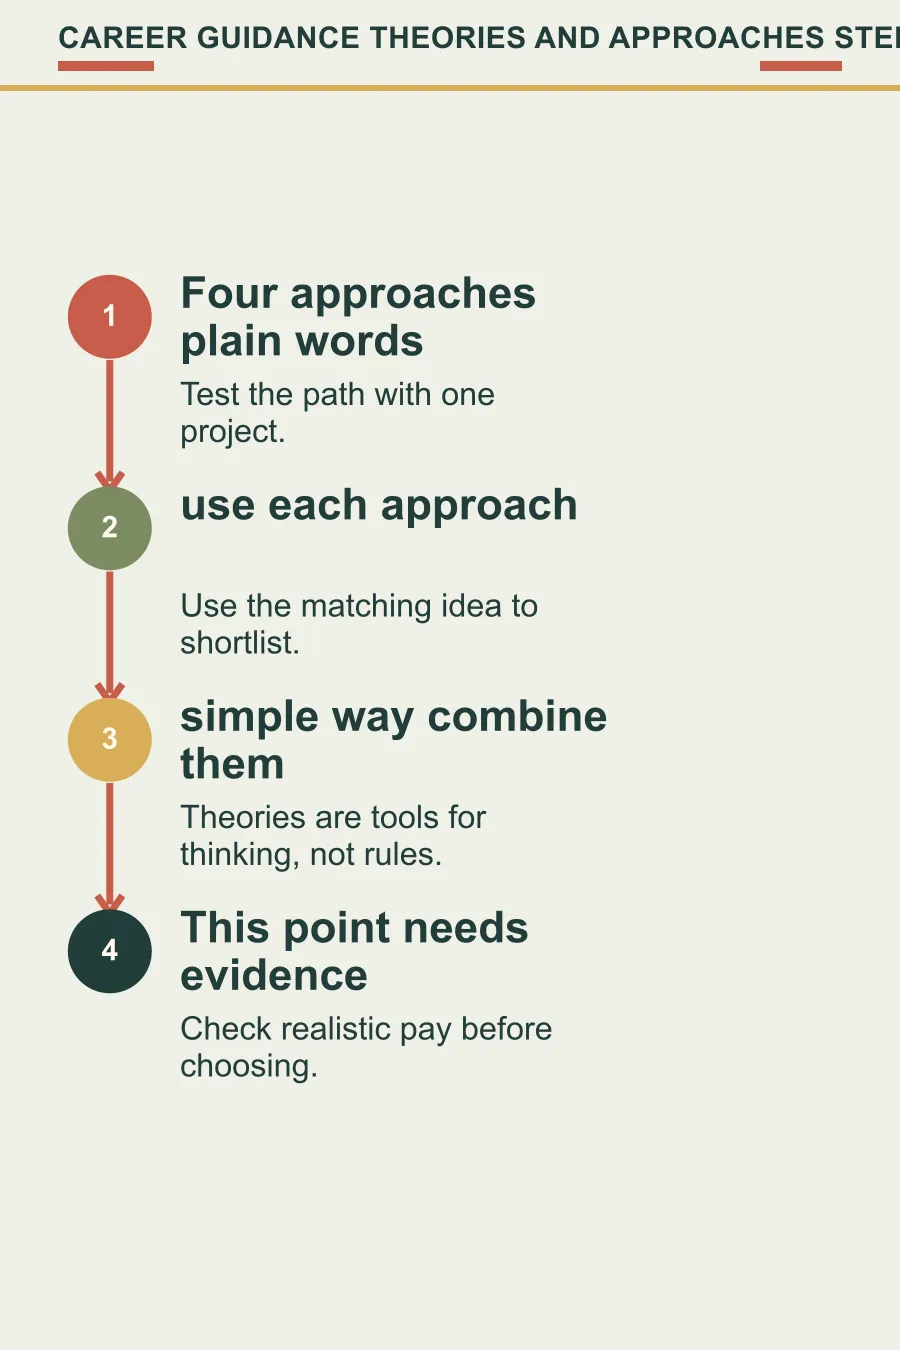 CAREER GUIDANCE THEORIES AND APPROACHES STE
1
Four approaches
plain words
Test the path with one
project.
2
use each approach
Use the matching idea to
shortlist.
3
simple way combine
them
Theories are tools for
thinking, not rules.
4
This point needs
evidence
Check realistic pay before
choosing.